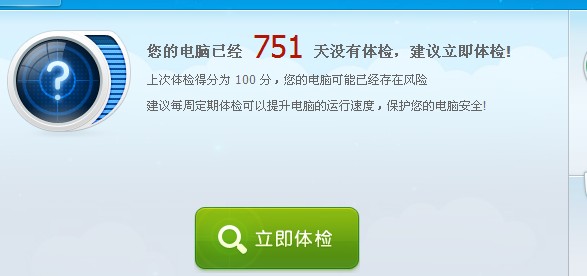 您的电脑已经 751 天没有体检，建议立即体检!
上次体检得分为 100 分，您的电脑可能已经存在风险
建议每周定期体检可以提升电脑的运行速度，保护您的电脑安全!
立即体检